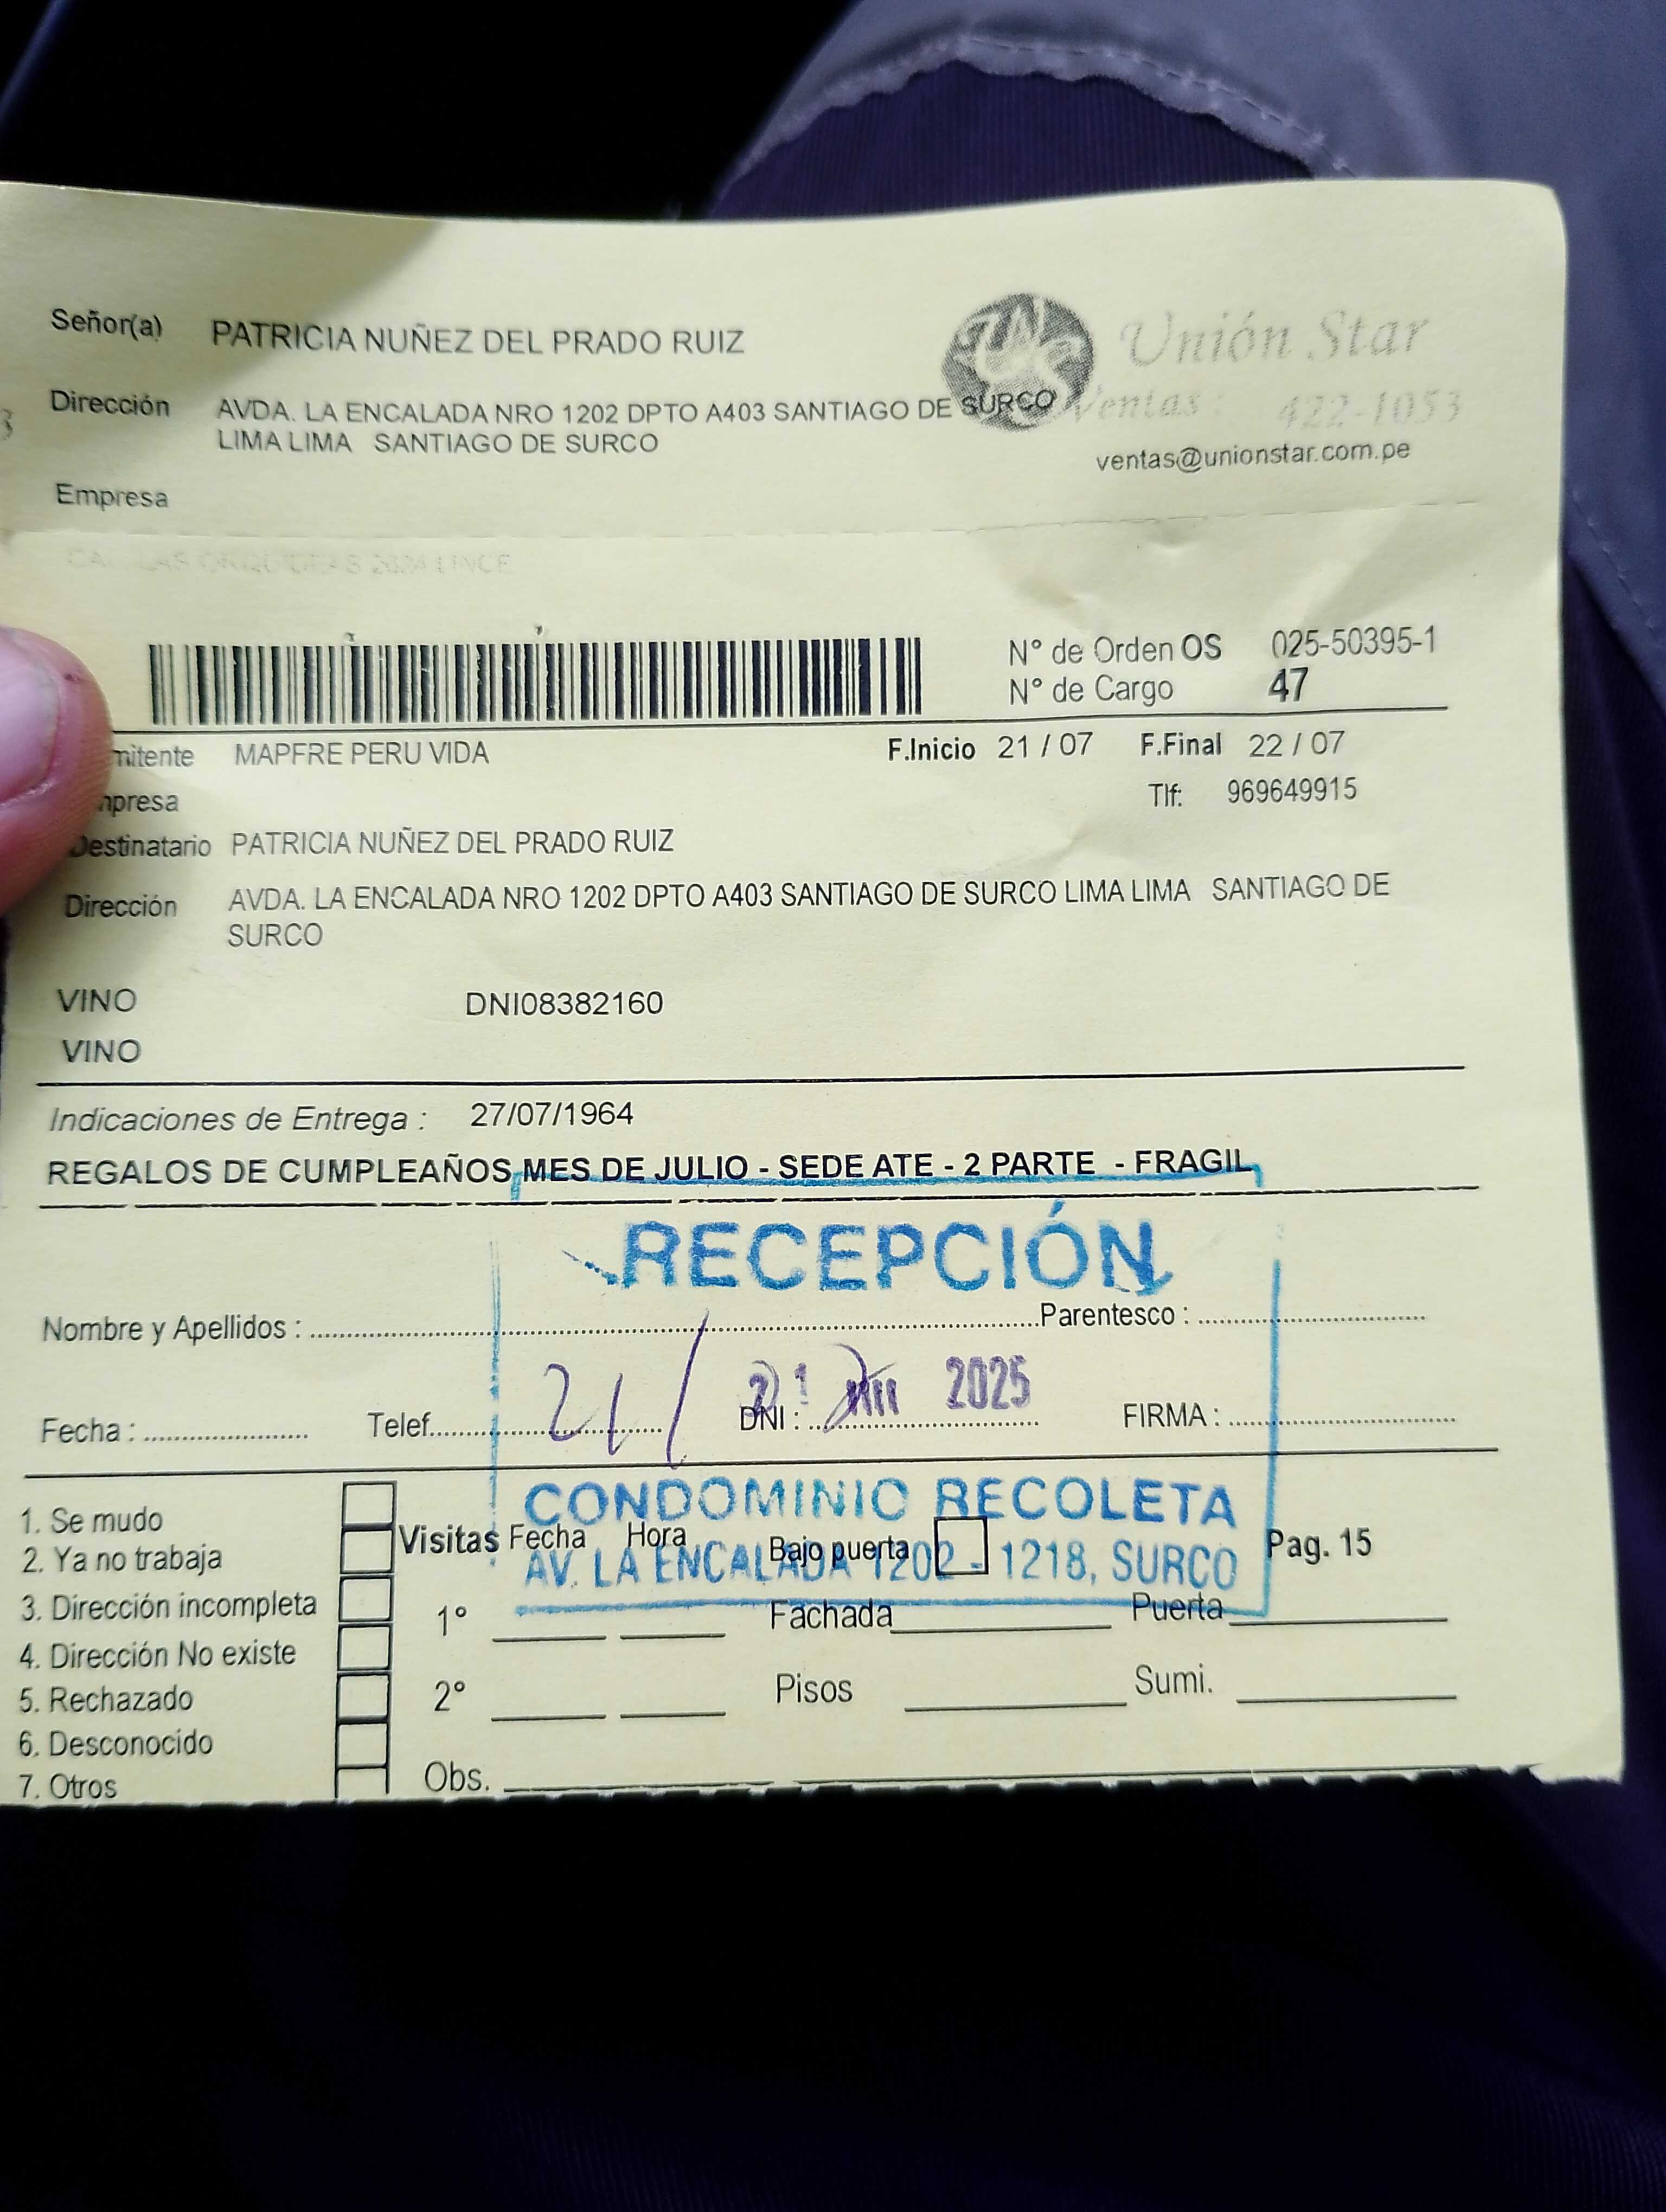 Señor(a) PATRICIA NUÑEZ DEL PRADO RUIZ
Unión Star
Dirección AVDA. LA ENCALADA NRO 1202 DPTO A403 SANTIAGO DE SURCO
LIMA LIMA SANTIAGO DE SURCO
Ventas: 422-1053
ventas@unionstar.com.pe
Empresa
LINCE
Nº de Orden OS 025-50395-1
Nº de Cargo 47
mitente MAPFRE PERU VIDA F.Inicio 21 / 07 F.Final 22 / 07
mpresa Tlf: 969649915
Destinatario PATRICIA NUÑEZ DEL PRADO RUIZ
Dirección AVDA. LA ENCALADA NRO 1202 DPTO A403 SANTIAGO DE SURCO LIMA LIMA SANTIAGO DE
SURCO
VINO DNI08382160
VINO
Indicaciones de Entrega : 27/07/1964
REGALOS DE CUMPLEAÑOS MES DE JULIO - SEDE ATE - 2 PARTE - FRAGIL
RECEPCIÓN
Nombre y Apellidos : Parentesco :
21 / 21 2025
Fecha : Telef. DNI : FIRMA :
CONDOMINIO RECOLETA
AV. LA ENCALADA 1202 - 1218, SURCO
1. Se mudo
2. Ya no trabaja
3. Dirección incompleta
4. Dirección No existe
5. Rechazado
6. Desconocido
7. Otros
Visitas Fecha Hora Bajo puerta Pag. 15
1° Fachada Puerta
2° Pisos Sumi.
Obs.